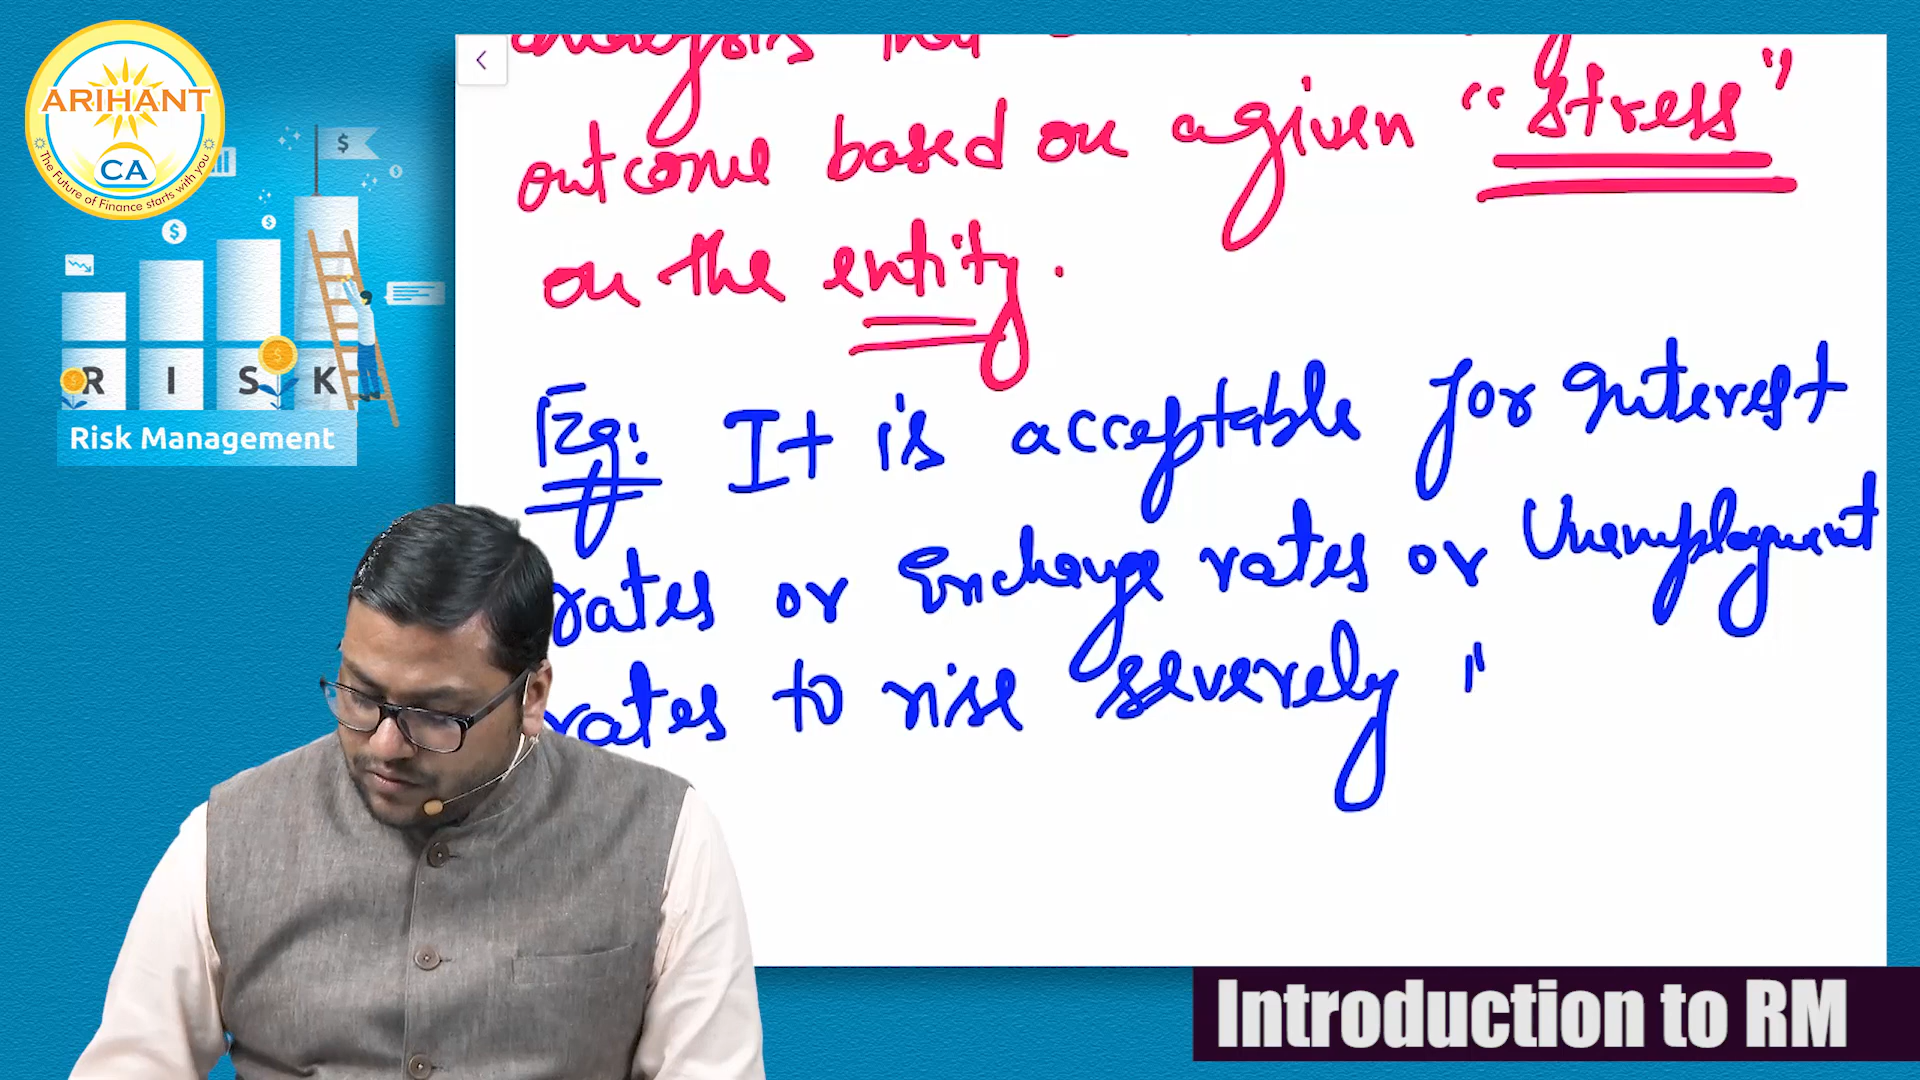 ARIHANT
CA
The Future of Finance starts with you
R I S K
Risk Management
analysis that
outcome based on a given "stress"
on the entity.
Eg: It is acceptable for Interest
rates or Exchange rates or Unemployment
rates to rise severely "
Introduction to RM